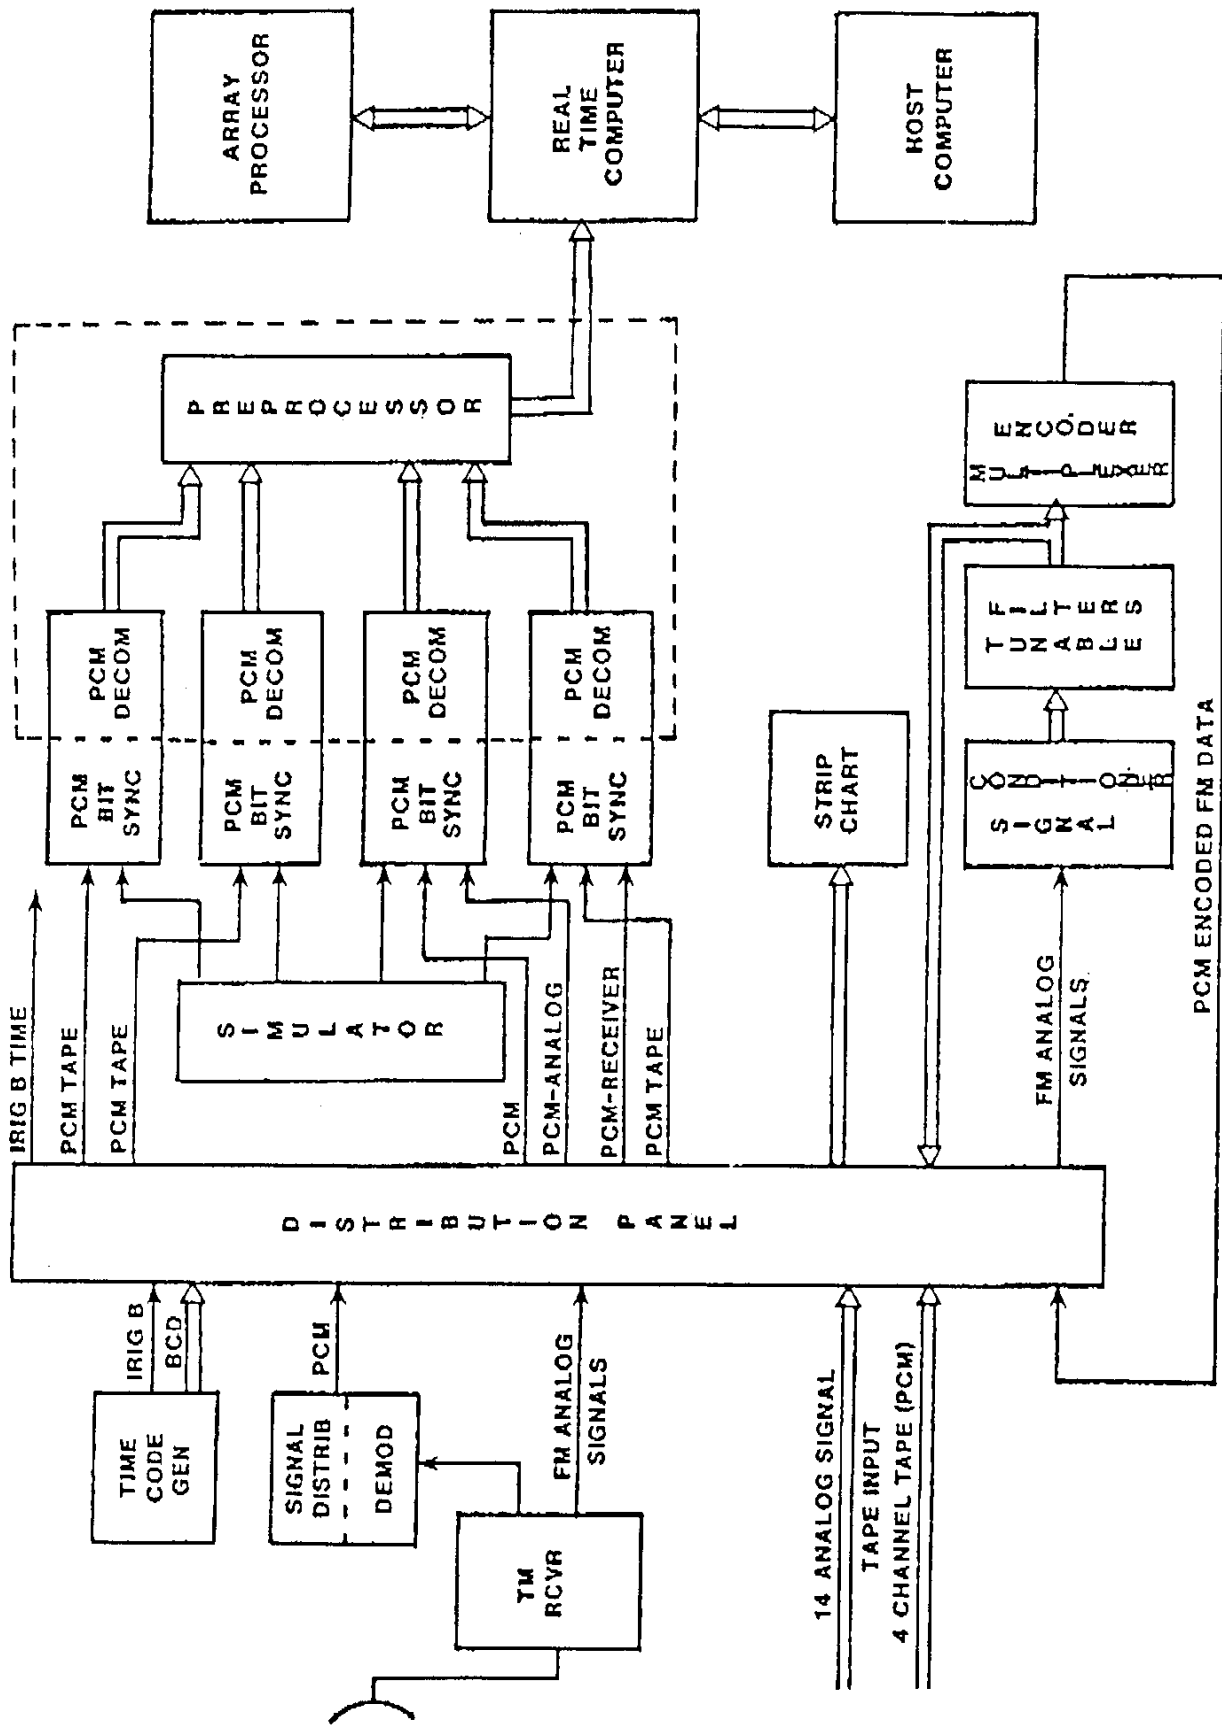 ARRAY
PROCESSOR
REAL
TIME
COMPUTER
HOST
COMPUTER
PREPROCESSOR
PCM
DECOM
PCM
DECOM
PCM
DECOM
PCM
DECOM
PCM
BIT
SYNC
PCM
BIT
SYNC
PCM
BIT
SYNC
PCM
BIT
SYNC
STRIP
CHART
SIGNAL
CONDITIONER
TUNABLE
FILTERS
MULTIPLEXER
ENCODER
PCM ENCODED FM DATA
SIMULATOR
IRIG B TIME
PCM TAPE
PCM TAPE
PCM
PCM-ANALOG
PCM-RECEIVER
PCM TAPE
FM ANALOG
SIGNALS
DISTRIBUTION PANEL
IRIG B
BCD
PCM
FM ANALOG
SIGNALS
TIME
CODE
GEN
SIGNAL
DISTRIB
DEMOD
TM
RCVR
14 ANALOG SIGNAL
TAPE INPUT
4 CHANNEL TAPE (PCM)